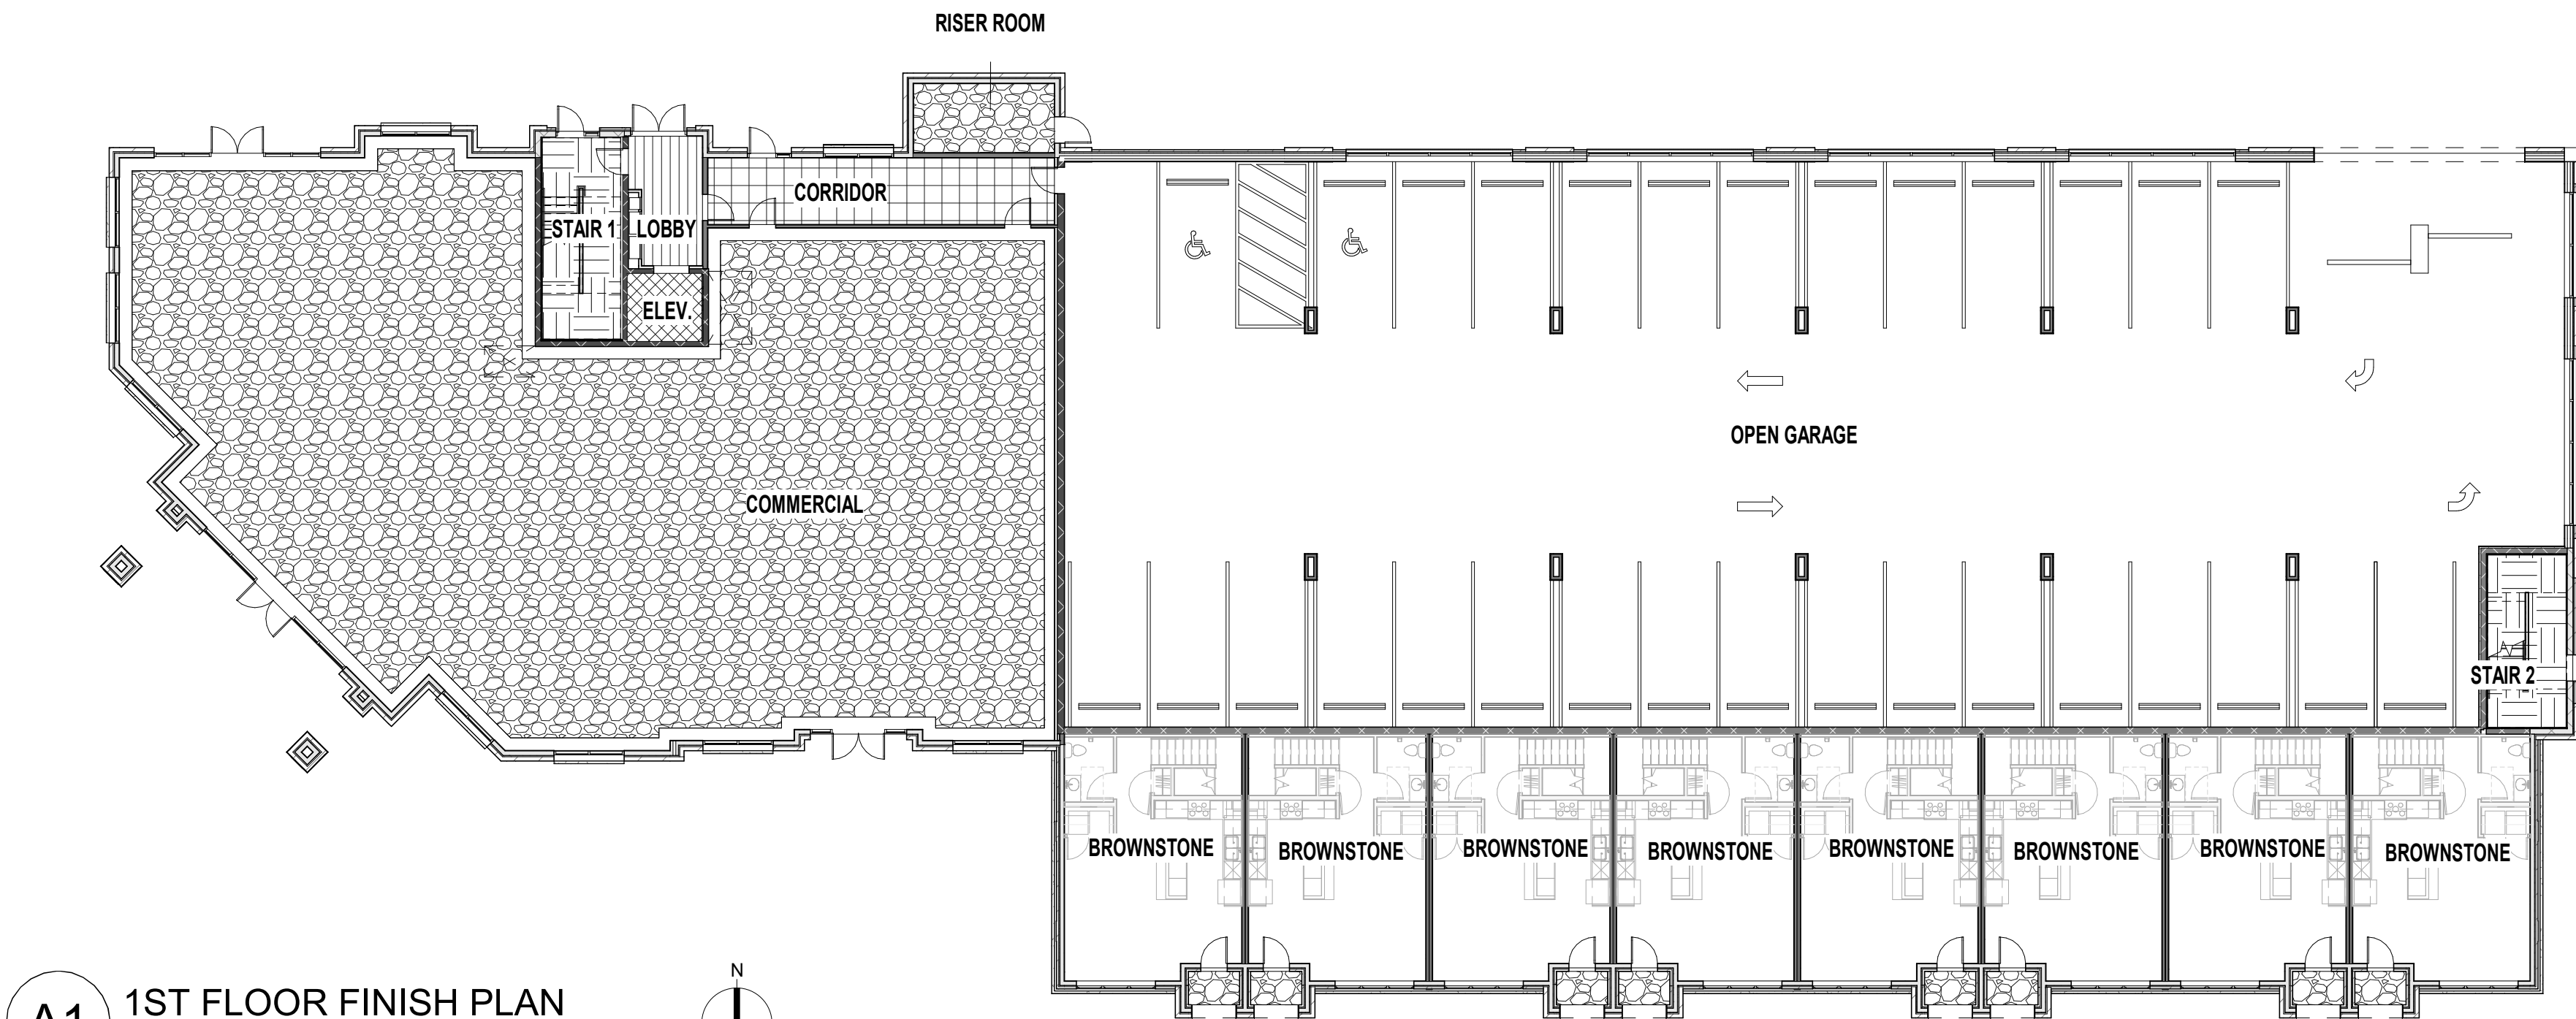 RISER ROOM
CORRIDOR
STAIR 1
LOBBY
ELEV.
OPEN GARAGE
COMMERCIAL
STAIR 2
BROWNSTONE
BROWNSTONE
BROWNSTONE
BROWNSTONE
BROWNSTONE
BROWNSTONE
BROWNSTONE
BROWNSTONE
N
A1
1ST FLOOR FINISH PLAN